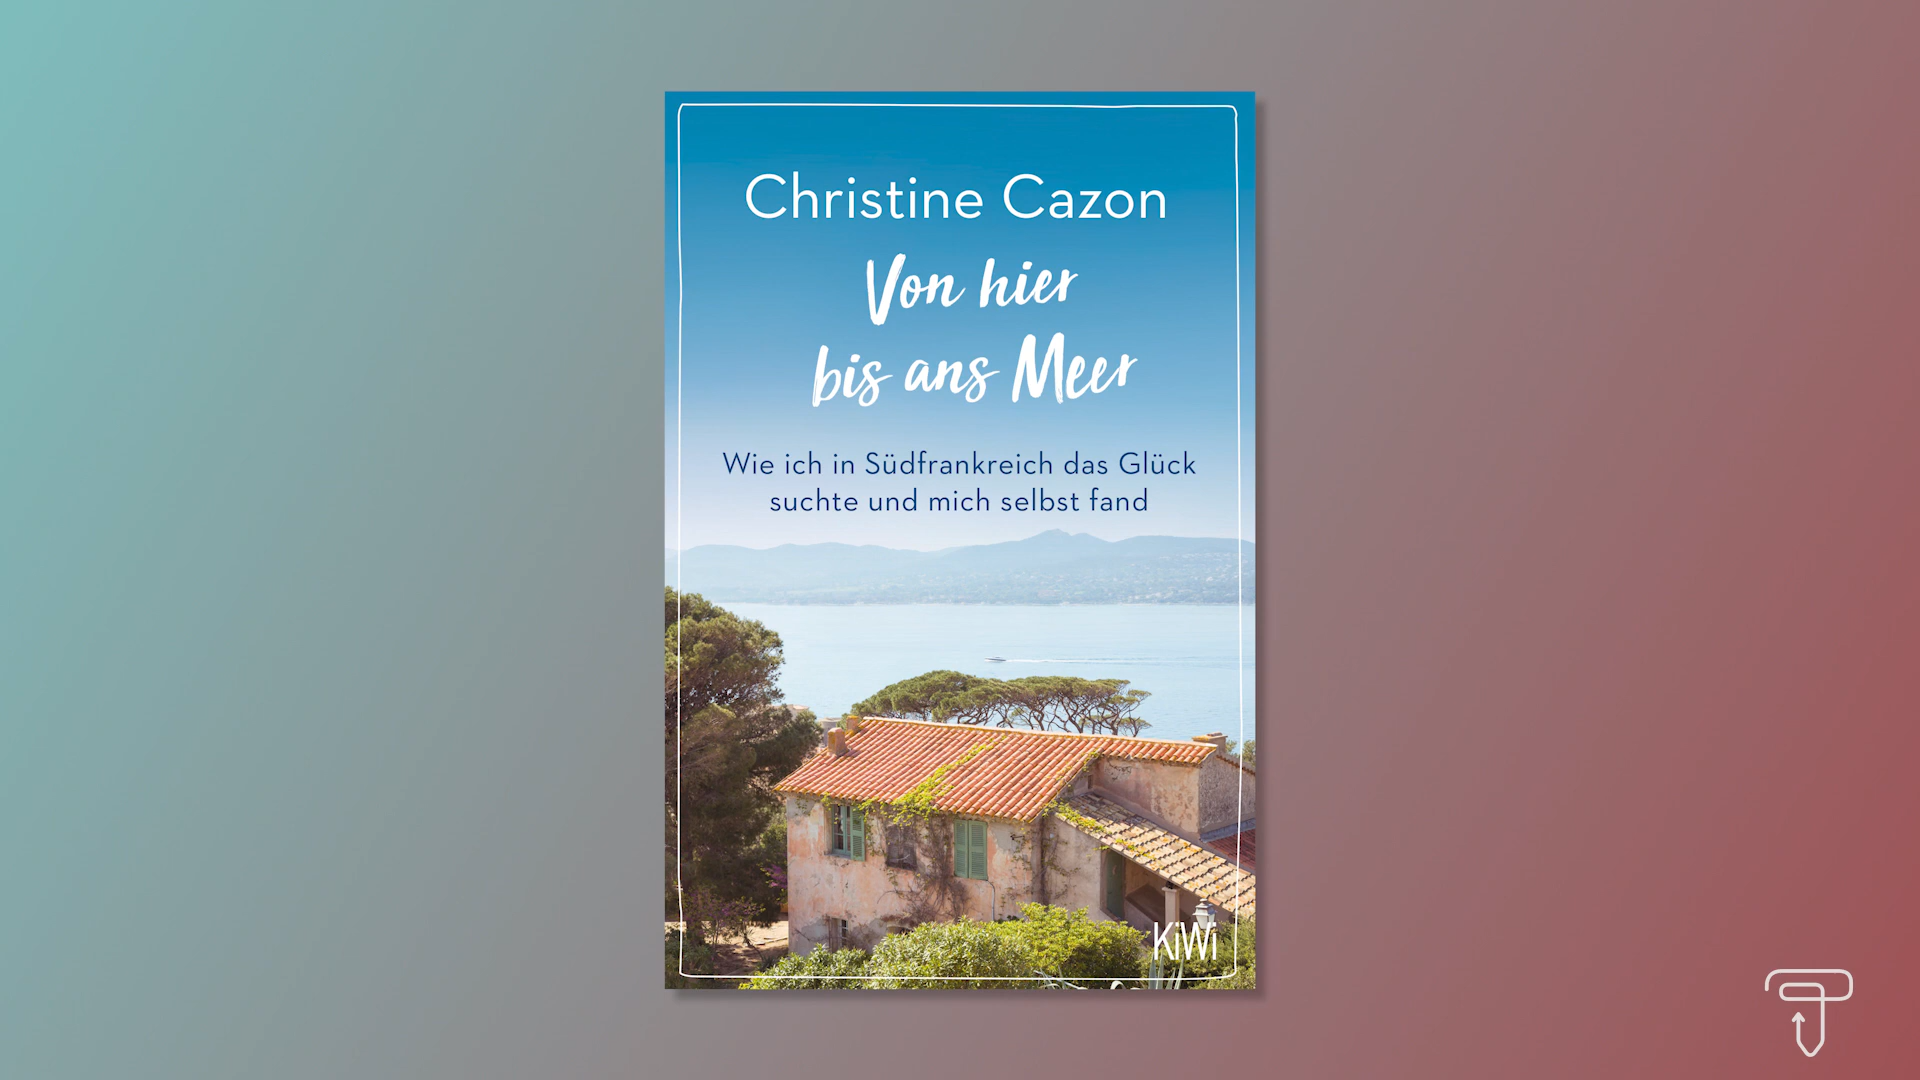 Christine Cazon
Von hier
bis ans Meer
Wie ich in Südfrankreich das Glück
suchte und mich selbst fand
KiWi